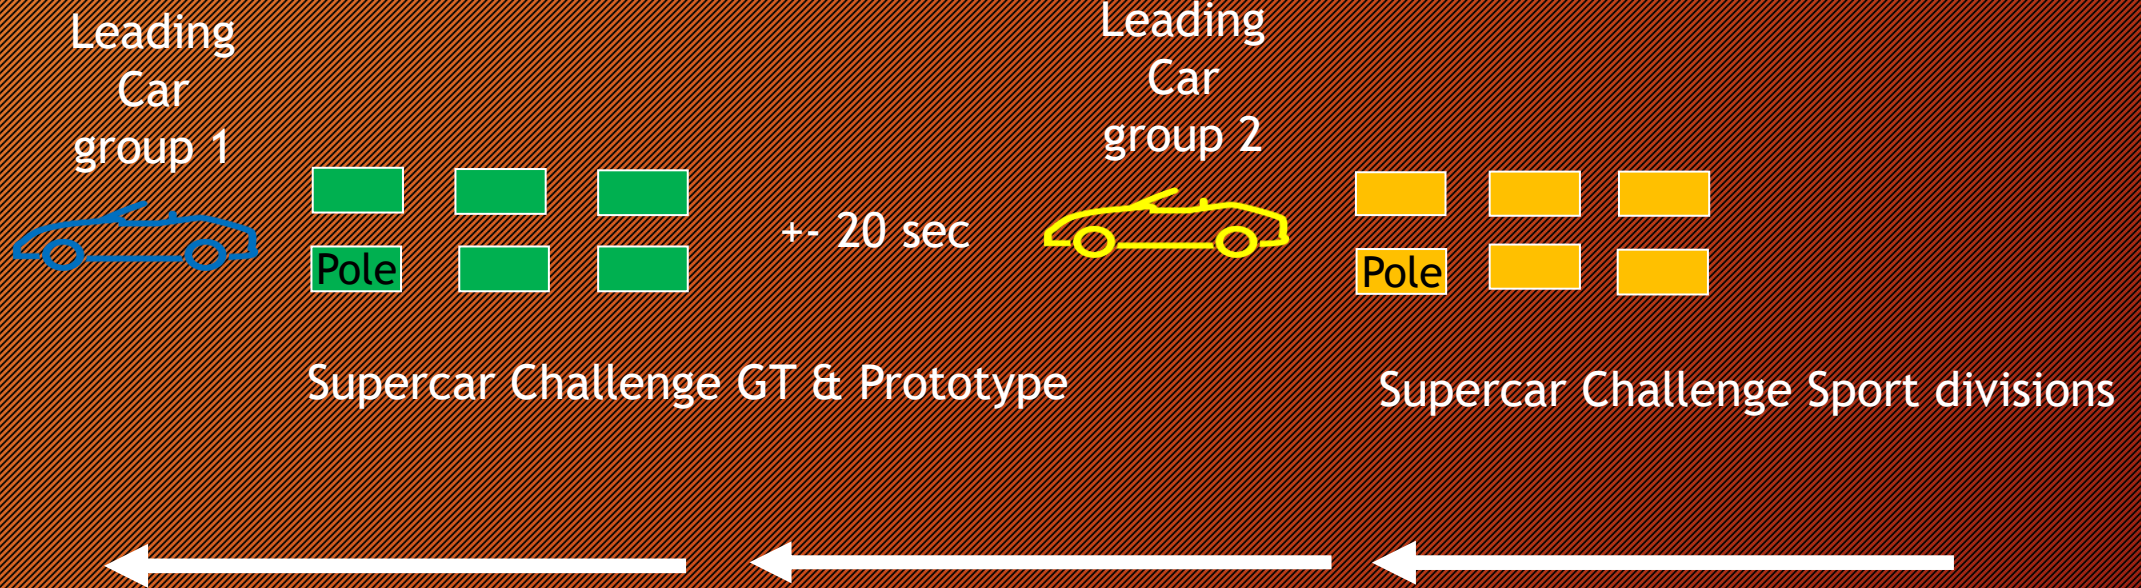 Leading
Car
group 1
Leading
Car
group 2
Pole
+- 20 sec
Pole
Supercar Challenge GT & Prototype
Supercar Challenge Sport divisions